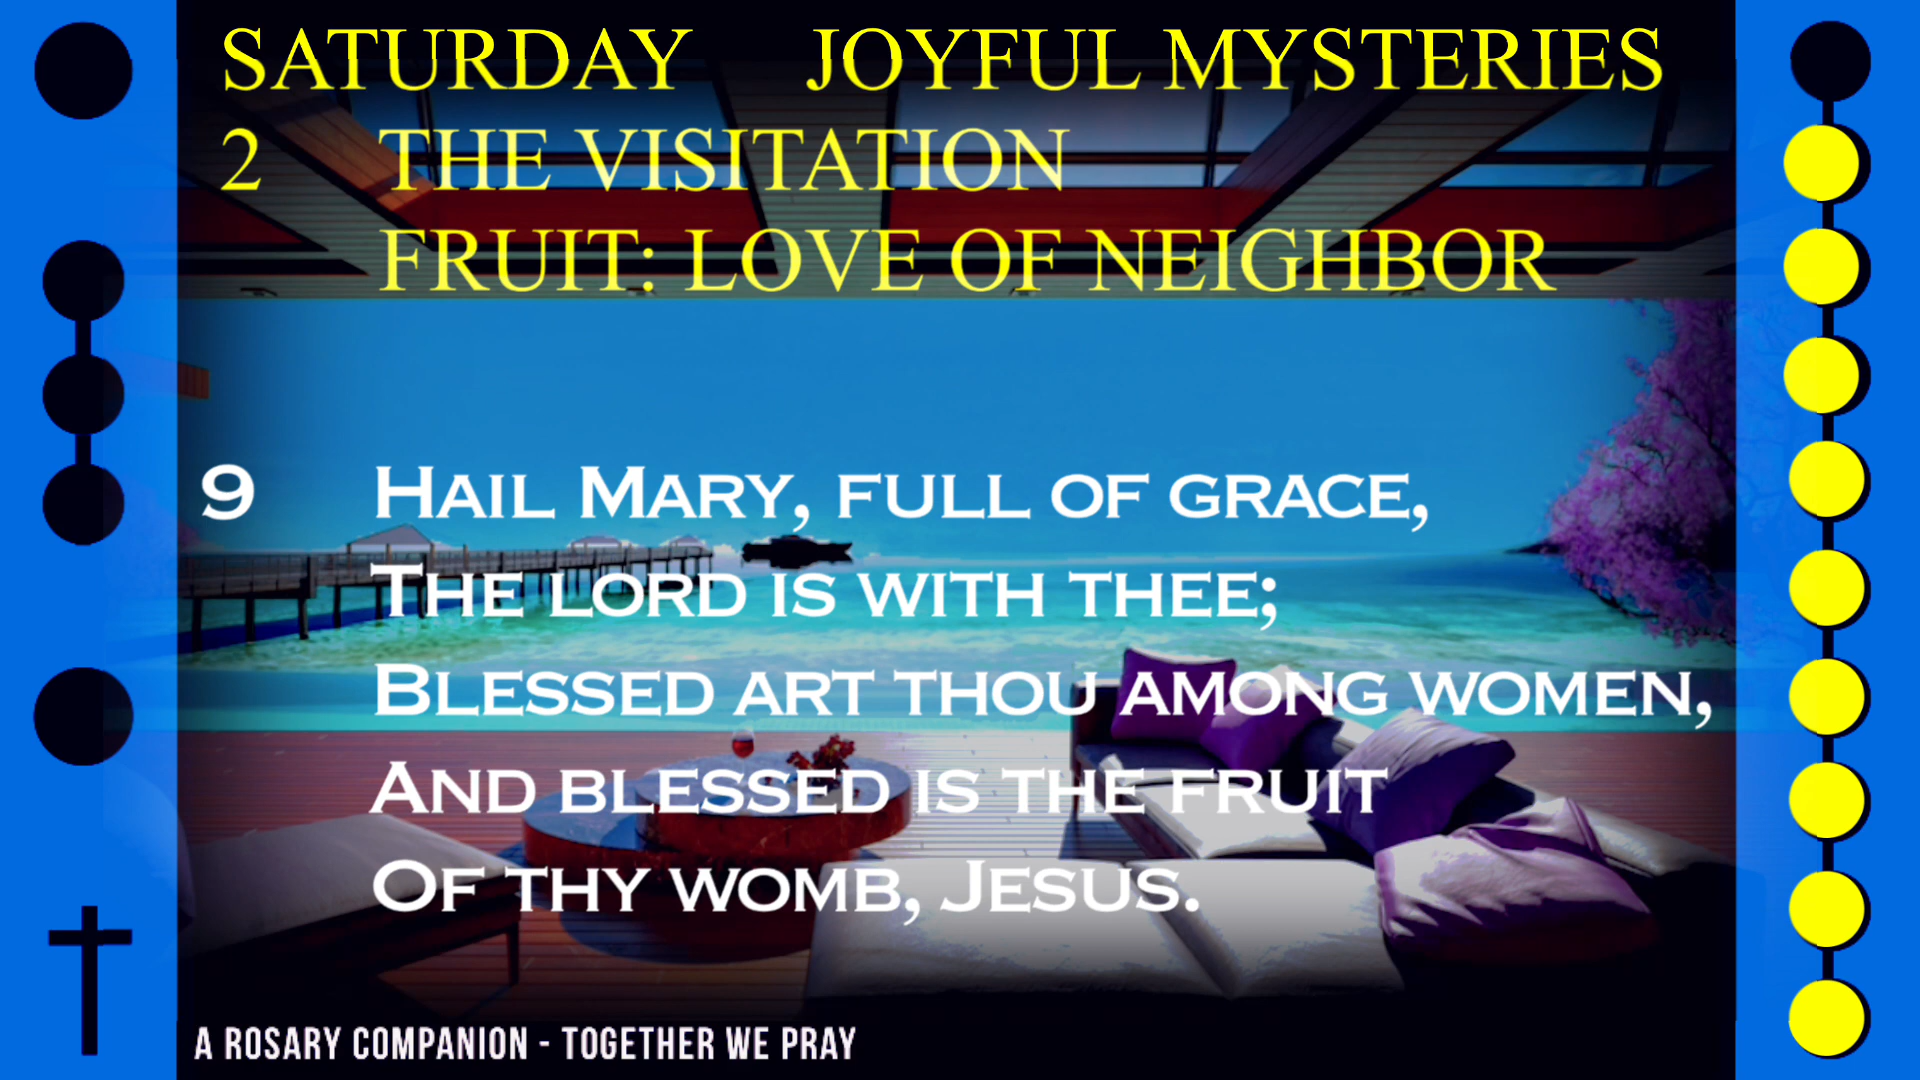 SATURDAY JOYFUL MYSTERIES
2 THE VISITATION
FRUIT: LOVE OF NEIGHBOR
9 HAIL MARY, FULL OF GRACE,
THE LORD IS WITH THEE;
BLESSED ART THOU AMONG WOMEN,
AND BLESSED IS THE FRUIT
OF THY WOMB, JESUS.
A ROSARY COMPANION - TOGETHER WE PRAY